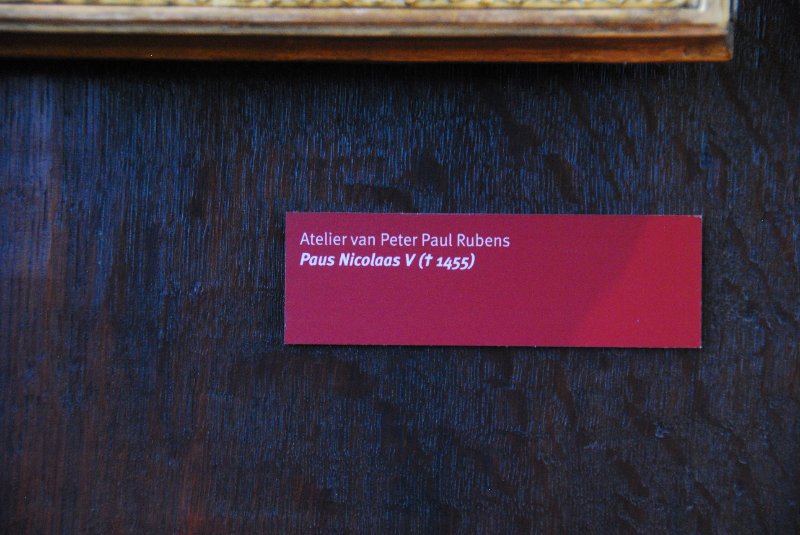 Atelier van Peter Paul Rubens
Paus Nicolaas V († 1455)